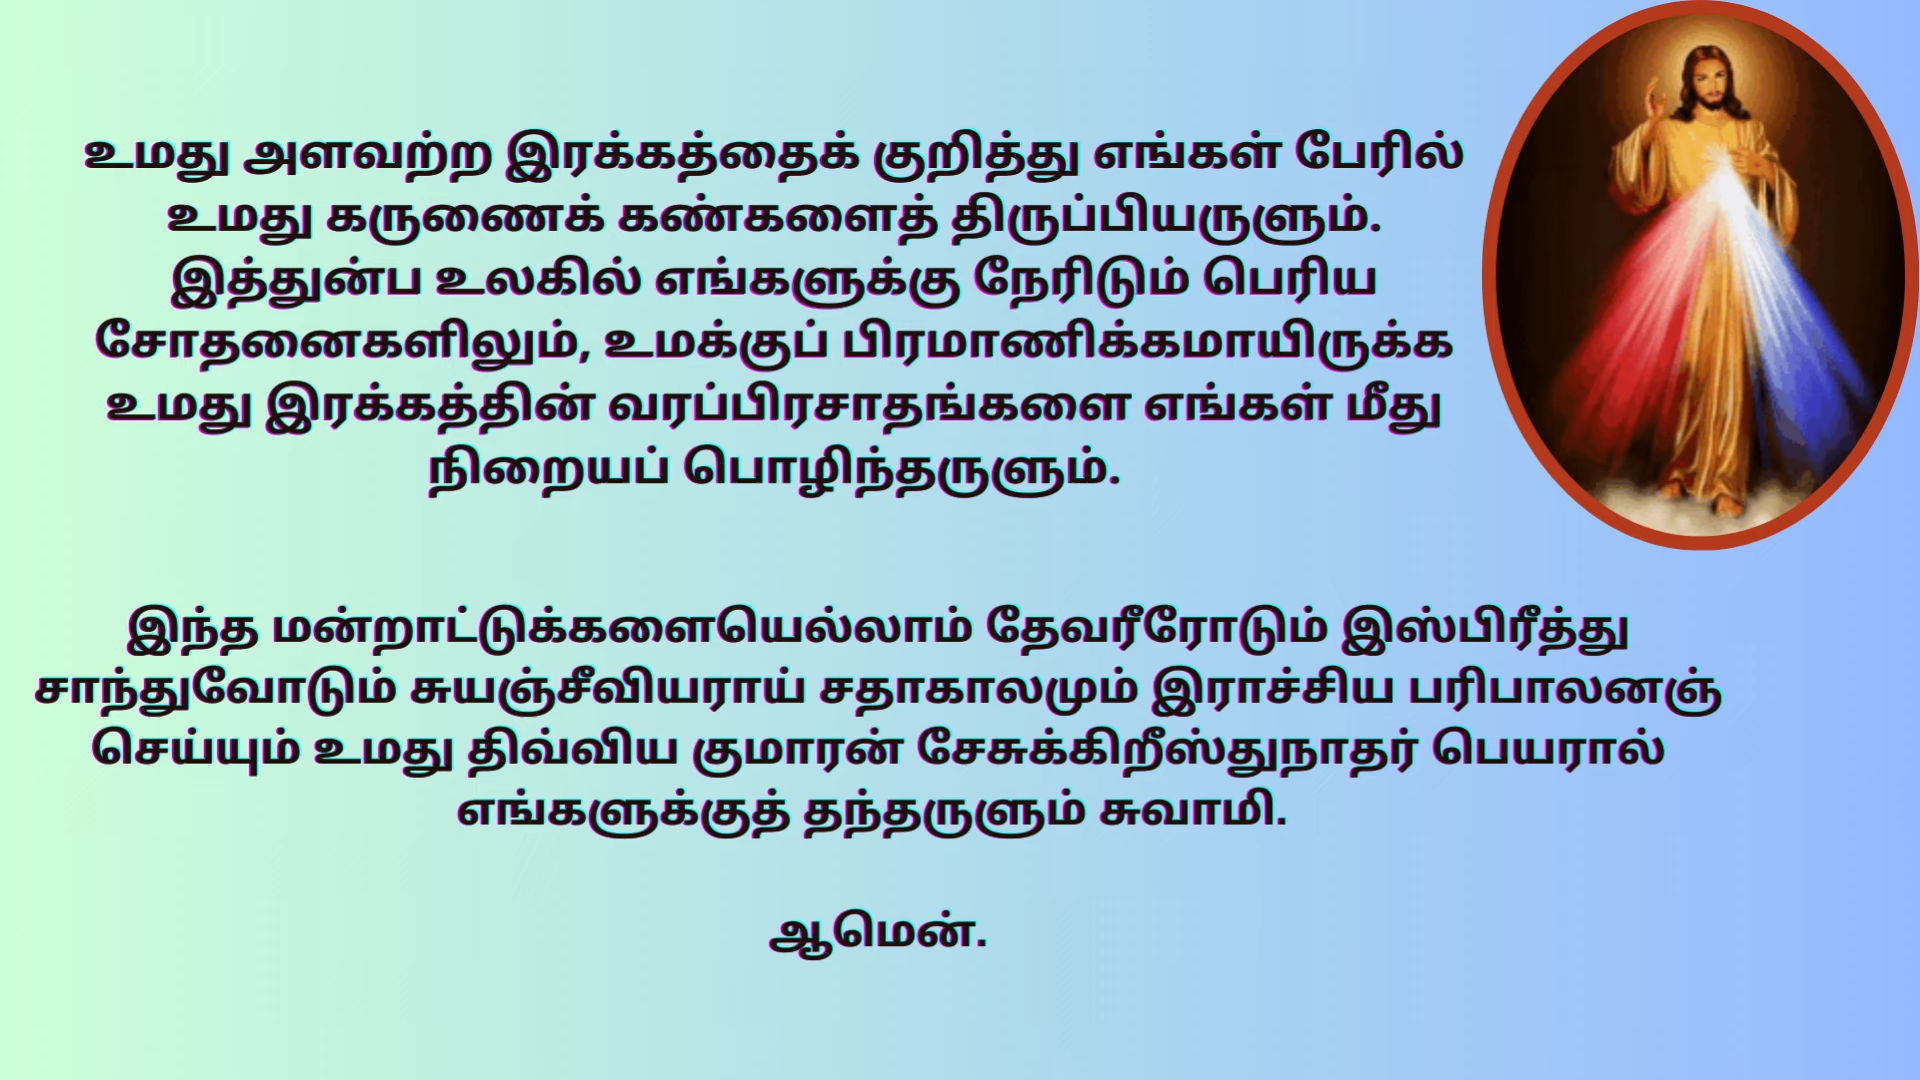 உமது அளவற்ற இரக்கத்தைக் குறித்து எங்கள் பேரில்
உமது கருணைக் கண்களைத் திருப்பியருளும்.
இத்துன்ப உலகில் எங்களுக்கு நேரிடும் பெரிய
சோதனைகளிலும், உமக்குப் பிரமாணிக்கமாயிருக்க
உமது இரக்கத்தின் வரப்பிரசாதங்களை எங்கள் மீது
நிறையப் பொழிந்தருளும்.
இந்த மன்றாட்டுக்களையெல்லாம் தேவரீரோடும் இஸ்பிரீத்து
சாந்துவோடும் சுயஞ்சீவியராய் சதாகாலமும் இராச்சிய பரிபாலனஞ்
செய்யும் உமது திவ்விய குமாரன் சேசுக்கிறீஸ்துநாதர் பெயரால்
எங்களுக்குத் தந்தருளும் சுவாமி.
ஆமென்.